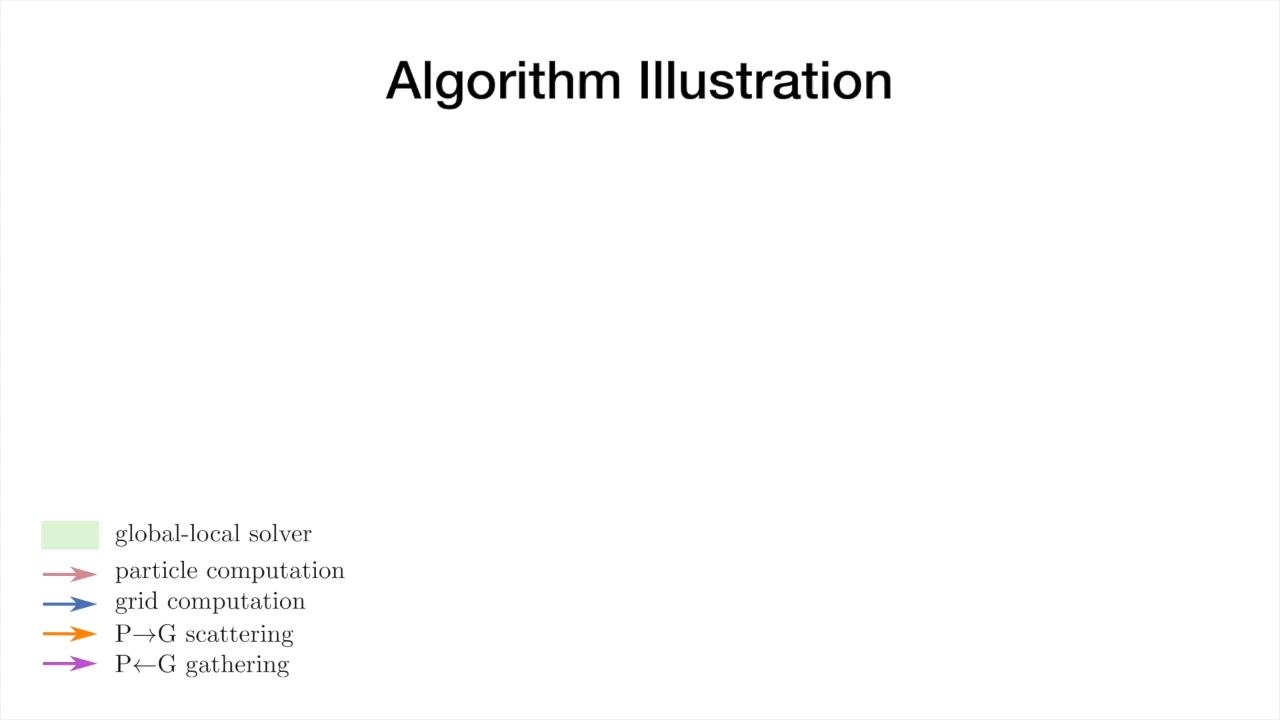 Algorithm Illustration
global-local solver
particle computation
grid computation
P→G scattering
P←G gathering